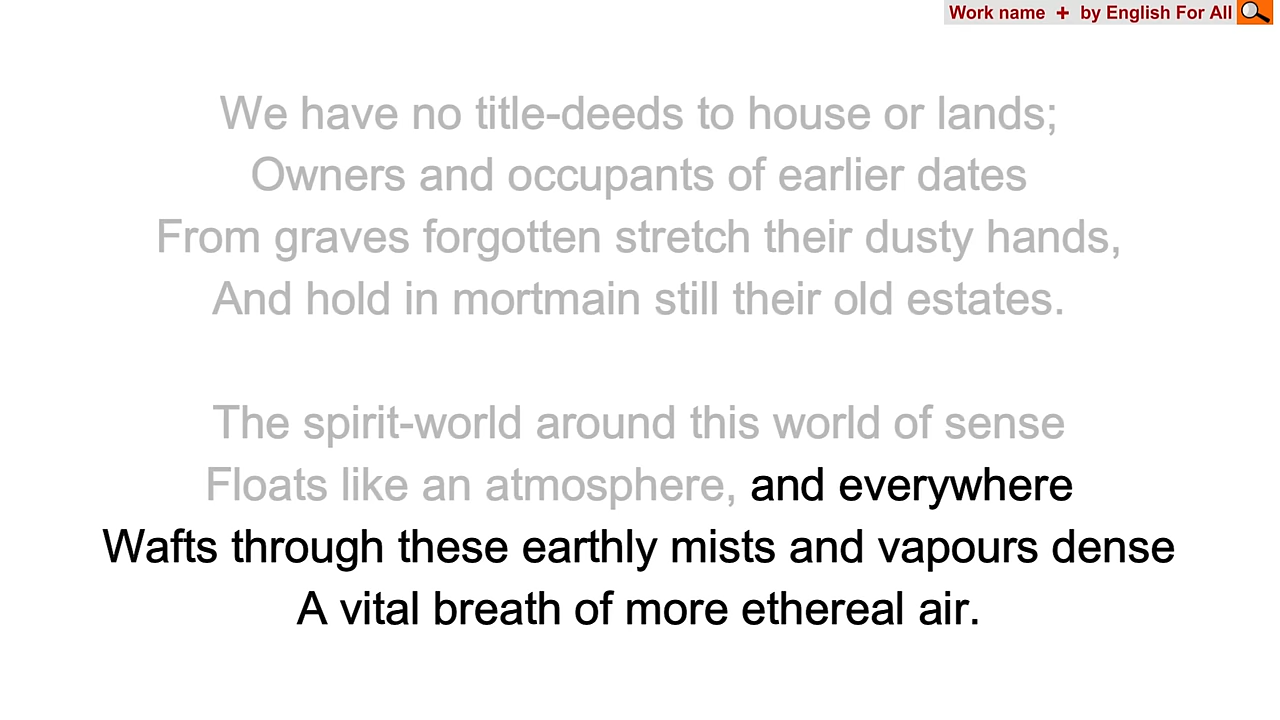 Work name + by English For All
We have no title-deeds to house or lands;
Owners and occupants of earlier dates
From graves forgotten stretch their dusty hands,
And hold in mortmain still their old estates.
The spirit-world around this world of sense
Floats like an atmosphere, and everywhere
Wafts through these earthly mists and vapours dense
A vital breath of more ethereal air.